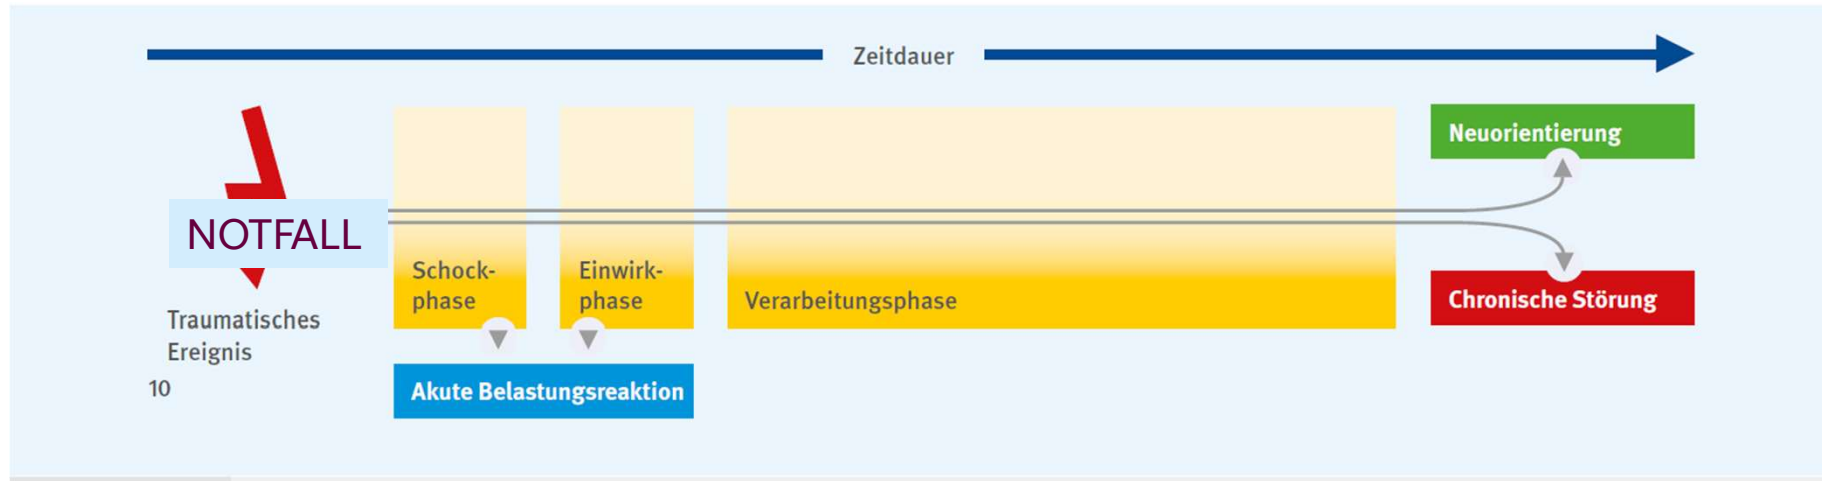 Zeitdauer
NOTFALL
Traumatisches
Ereignis
10
Schock-
phase
Einwirk-
phase
Verarbeitungsphase
Akute Belastungsreaktion
Neuorientierung
Chronische Störung